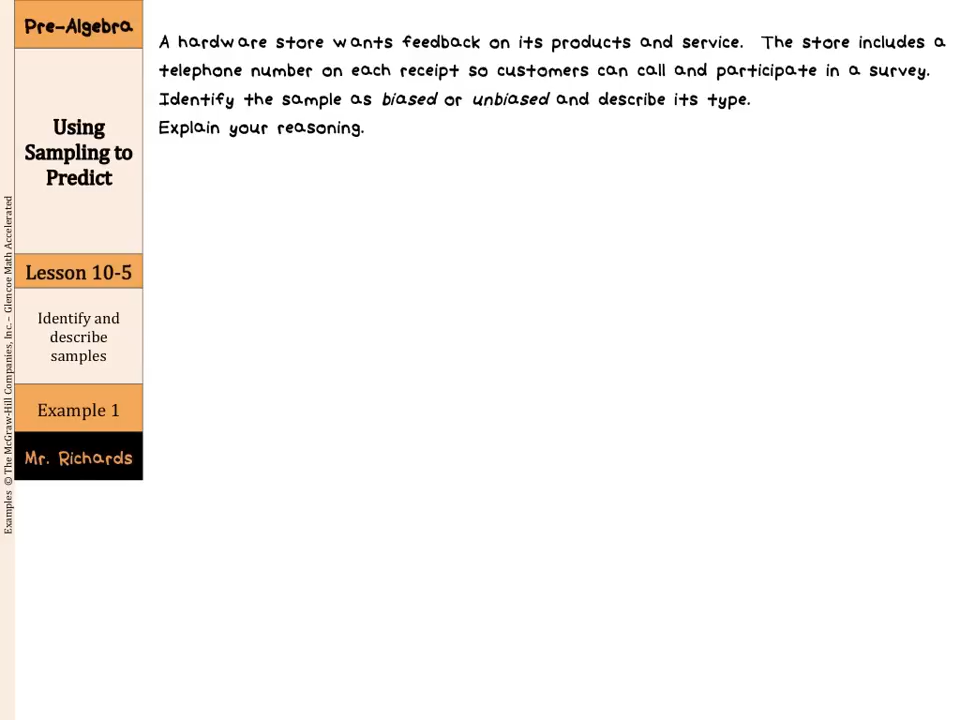 Pre-Algebra
Using
Sampling to
Predict
Lesson 10-5
Identify and
describe
samples
Example 1
Mr. Richards
Examples © The McGraw-Hill Companies, Inc. – Glencoe Math Accelerated
A hardware store wants feedback on its products and service. The store includes a
telephone number on each receipt so customers can call and participate in a survey.
Identify the sample as biased or unbiased and describe its type.
Explain your reasoning.